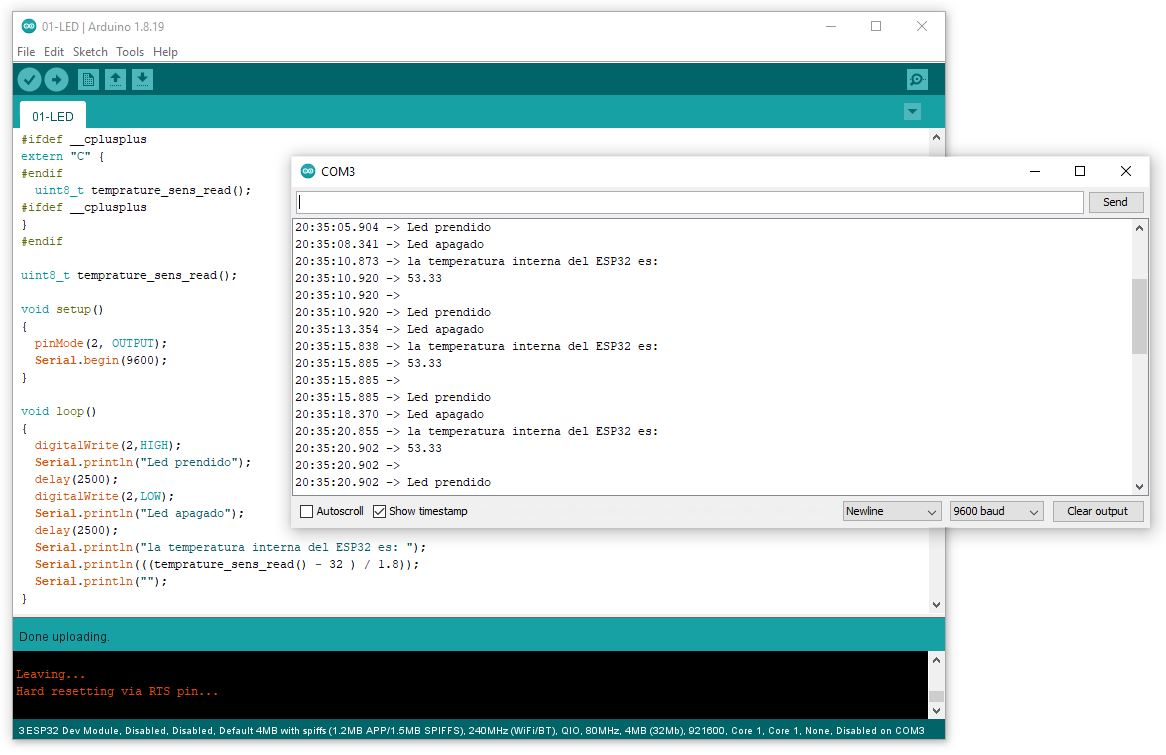 01-LED | Arduino 1.8.19
File Edit Sketch Tools Help
01-LED
#ifdef __cplusplus
extern "C" {
#endif
  uint8_t temprature_sens_read();
#ifdef __cplusplus
}
#endif
uint8_t temprature_sens_read();
void setup()
{
  pinMode(2, OUTPUT);
  Serial.begin(9600);
}
void loop()
{
  digitalWrite(2,HIGH);
  Serial.println("Led prendido");
  delay(2500);
  digitalWrite(2,LOW);
  Serial.println("Led apagado");
  delay(2500);
  Serial.println("la temperatura interna del ESP32 es: ");
  Serial.println(((temprature_sens_read() - 32 ) / 1.8));
  Serial.println("");
}
COM3
Send
20:35:05.904 -> Led prendido
20:35:08.341 -> Led apagado
20:35:10.873 -> la temperatura interna del ESP32 es:
20:35:10.920 -> 53.33
20:35:10.920 ->
20:35:10.920 -> Led prendido
20:35:13.354 -> Led apagado
20:35:15.838 -> la temperatura interna del ESP32 es:
20:35:15.885 -> 53.33
20:35:15.885 ->
20:35:15.885 -> Led prendido
20:35:18.370 -> Led apagado
20:35:20.855 -> la temperatura interna del ESP32 es:
20:35:20.902 -> 53.33
20:35:20.902 ->
20:35:20.902 -> Led prendido
Autoscroll Show timestamp Newline 9600 baud Clear output
Done uploading.
Leaving...
Hard resetting via RTS pin...
3 ESP32 Dev Module, Disabled, Disabled, Default 4MB with spiffs (1.2MB APP/1.5MB SPIFFS), 240MHz (WiFi/BT), QIO, 80MHz, 4MB (32Mb), 921600, Core 1, Core 1, None, Disabled on COM3